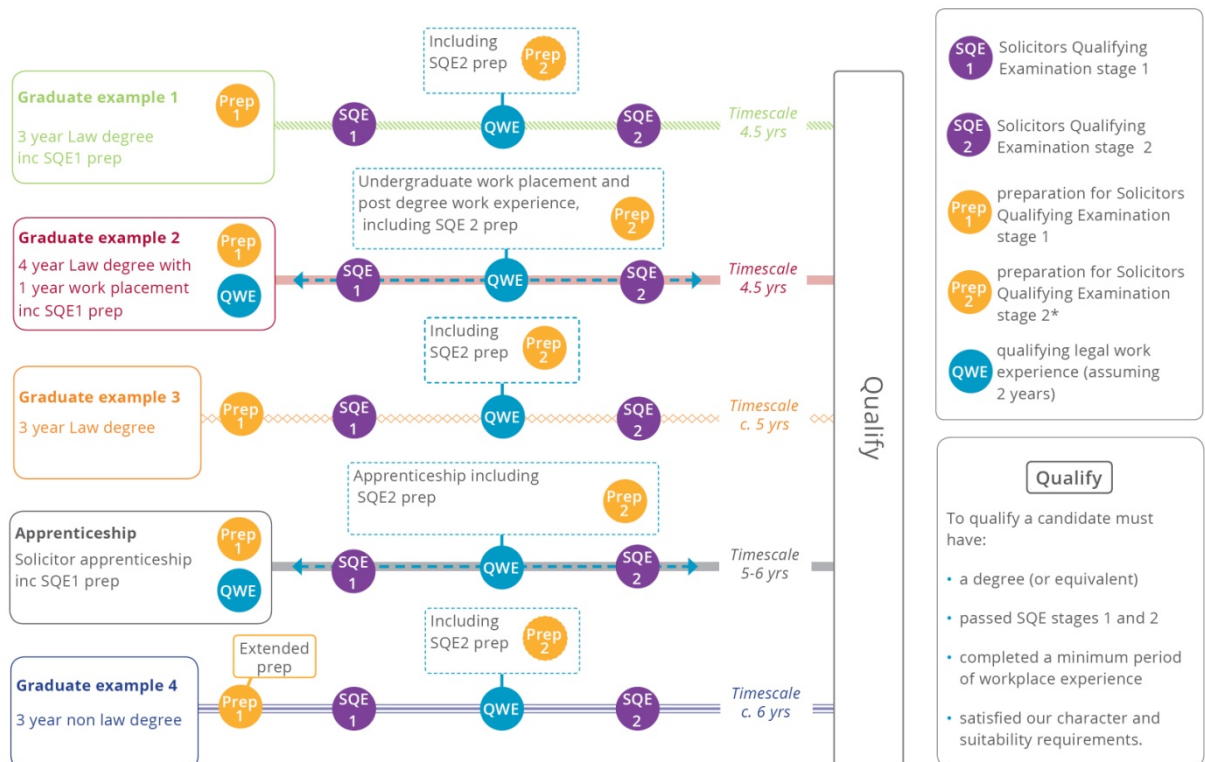 Including
SQE2 prep
Prep
2
Graduate example 1
Prep
1
3 year Law degree
inc SQE1 prep
SQE
1
QWE
SQE
2
Timescale
4.5 yrs
Undergraduate work placement and
post degree work experience,
including SQE 2 prep
Prep
2
Graduate example 2
Prep
1
4 year Law degree with
1 year work placement
inc SQE1 prep
QWE
SQE
1
QWE
SQE
2
Timescale
4.5 yrs
Including
SQE2 prep
Prep
2
Graduate example 3
3 year Law degree
Prep
1
SQE
1
QWE
SQE
2
Timescale
c. 5 yrs
Apprenticeship including
SQE2 prep
Prep
2
Apprenticeship
Prep
1
Solicitor apprenticeship
inc SQE1 prep
QWE
SQE
1
QWE
SQE
2
Timescale
5-6 yrs
Including
SQE2 prep
Prep
2
Extended
prep
Graduate example 4
3 year non law degree
Prep
1
SQE
1
QWE
SQE
2
Timescale
c. 6 yrs
Qualify
SQE
1
Solicitors Qualifying
Examination stage 1
SQE
2
Solicitors Qualifying
Examination stage 2
Prep
1
preparation for Solicitors
Qualifying Examination
stage 1
Prep
2
preparation for Solicitors
Qualifying Examination
stage 2*
QWE
qualifying legal work
experience (assuming
2 years)
Qualify
To qualify a candidate must
have:
• a degree (or equivalent)
• passed SQE stages 1 and 2
• completed a minimum period
of workplace experience
• satisfied our character and
suitability requirements.